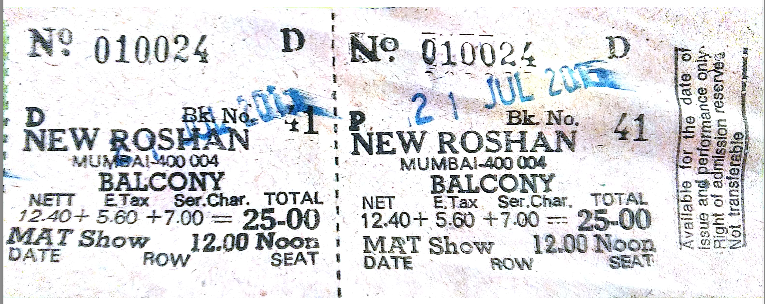 Nº 010024 D
D Bk. No. 41
NEW ROSHAN
MUMBAI-400 004
BALCONY
NETT E.Tax Ser.Char. TOTAL
12.40+ 5.60 +7.00 = 25-00
MAT Show 12.00 Noon
DATE ROW SEAT
Nº 010024 D
21 JUL
Bk. No. 41
NEW ROSHAN
MUMBAI-400 004
BALCONY
NET E.Tax Ser.Char. TOTAL
12.40+ 5.60 +7.00 = 25-00
MAT Show 12.00 Noon
DATE ROW SEAT
Available for the date of
issue and performance only.
Right of admission reserved
Not transferable